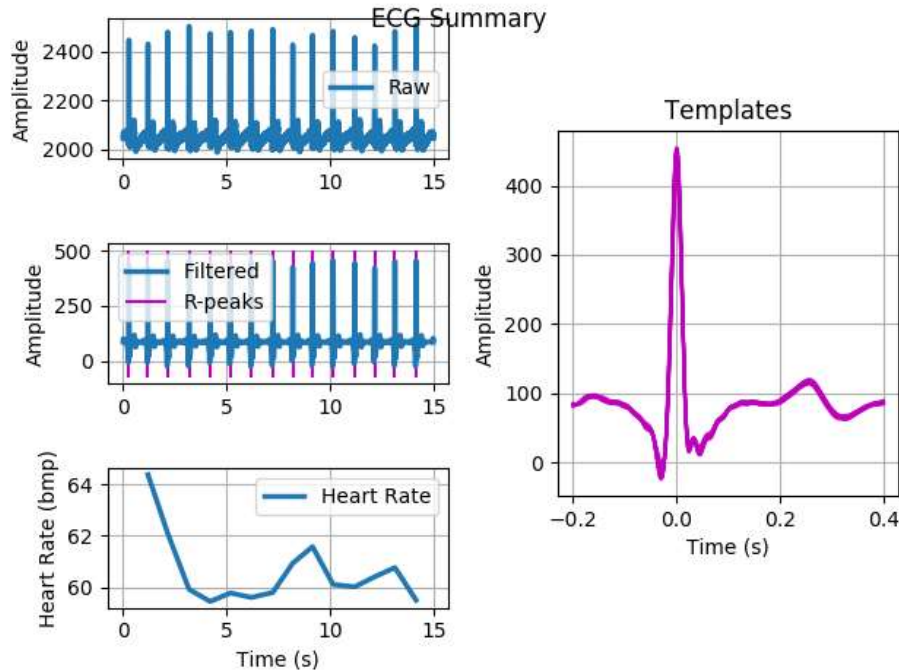 ECG Summary
Amplitude
2400
2200
2000
Raw
0 5 10 15
Amplitude
500
250
0
Filtered
R-peaks
0 5 10 15
Heart Rate (bmp)
64
62
60
Heart Rate
0 5 10 15
Time (s)
Templates
Amplitude
400
300
200
100
0
−0.2 0.0 0.2 0.4
Time (s)